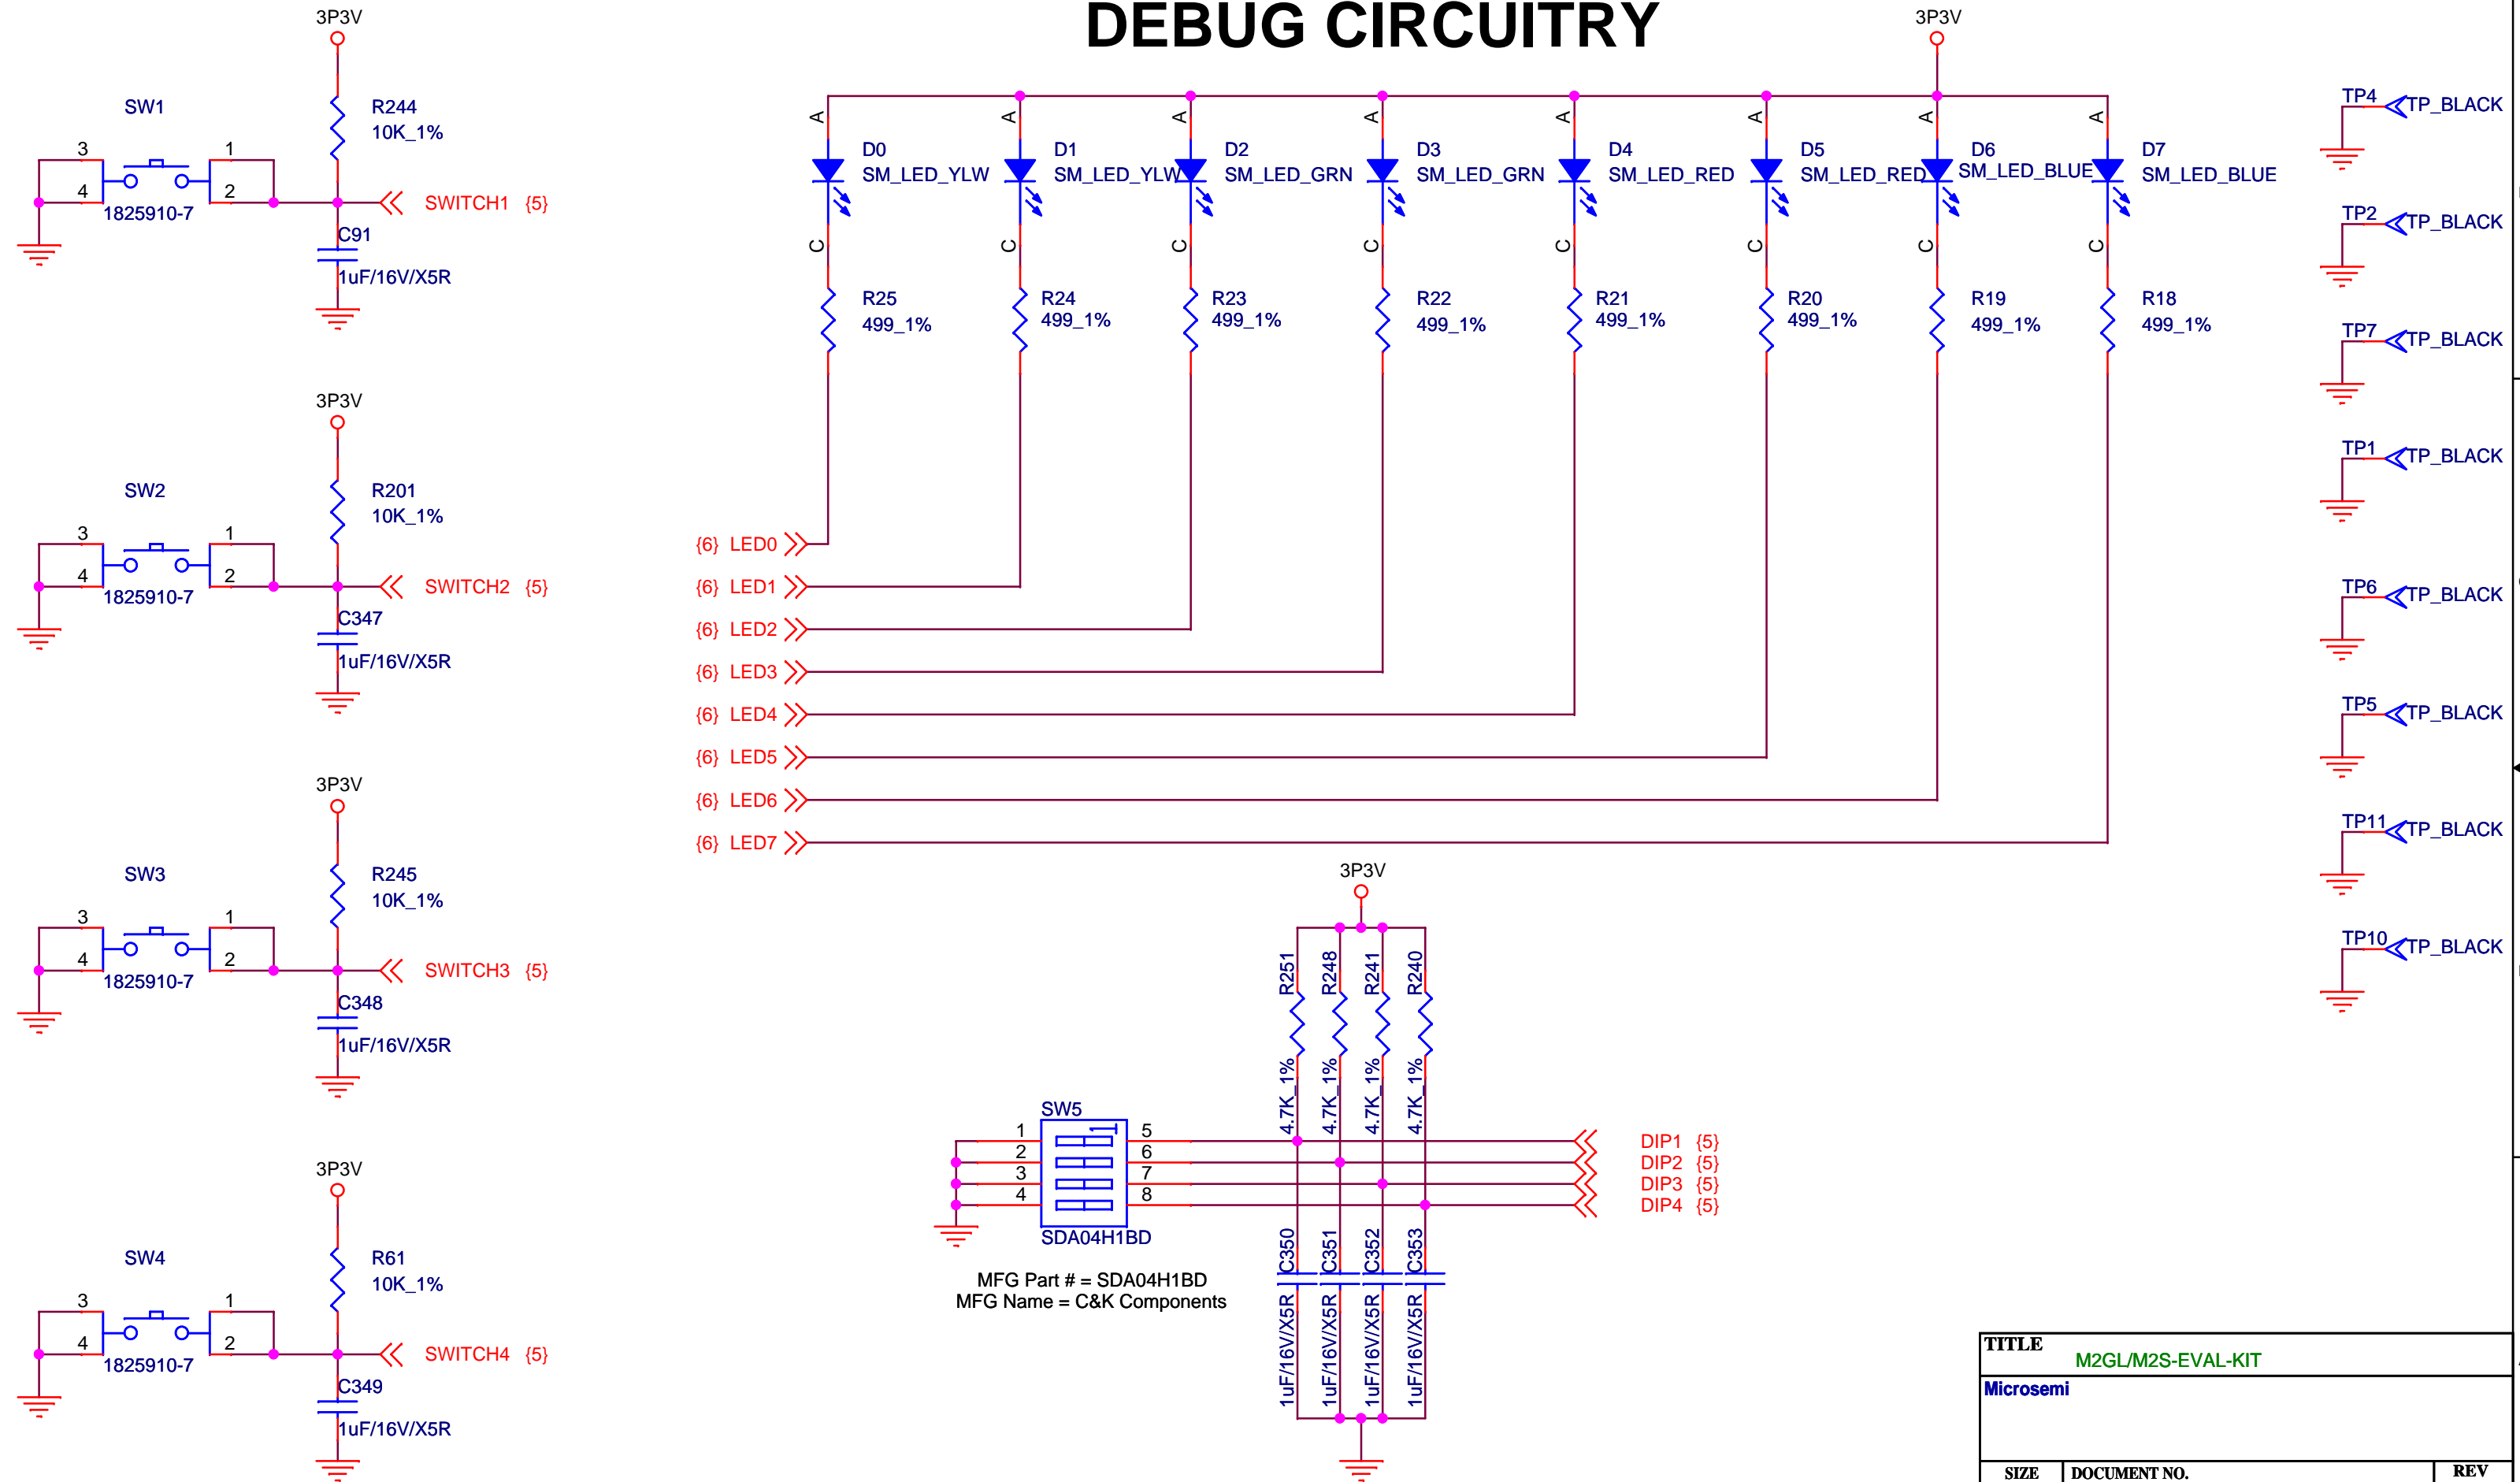 DEBUG CIRCUITRY
3P3V
SW1
R244
10K_1%
3
1
4
2
1825910-7
SWITCH1 {5}
C91
1uF/16V/X5R
3P3V
SW2
R201
10K_1%
3
1
4
2
1825910-7
SWITCH2 {5}
C347
1uF/16V/X5R
3P3V
SW3
R245
10K_1%
3
1
4
2
1825910-7
SWITCH3 {5}
C348
1uF/16V/X5R
3P3V
SW4
R61
10K_1%
3
1
4
2
1825910-7
SWITCH4 {5}
C349
1uF/16V/X5R
3P3V
A A A A A A A A
D0
SM_LED_YLW
D1
SM_LED_YLW
D2
SM_LED_GRN
D3
SM_LED_GRN
D4
SM_LED_RED
D5
SM_LED_RED
D6
SM_LED_BLUE
D7
SM_LED_BLUE
C C C C C C C C
R25
499_1%
R24
499_1%
R23
499_1%
R22
499_1%
R21
499_1%
R20
499_1%
R19
499_1%
R18
499_1%
{6} LED0
{6} LED1
{6} LED2
{6} LED3
{6} LED4
{6} LED5
{6} LED6
{6} LED7
3P3V
R251
R248
R241
R240
4.7K_1%
4.7K_1%
4.7K_1%
4.7K_1%
SW5
1 5
2 6
3 7
4 8
SDA04H1BD
DIP1 {5}
DIP2 {5}
DIP3 {5}
DIP4 {5}
MFG Part # = SDA04H1BD
MFG Name = C&K Components
C350
C351
C352
C353
1uF/16V/X5R
1uF/16V/X5R
1uF/16V/X5R
1uF/16V/X5R
TP4 TP_BLACK
TP2 TP_BLACK
TP7 TP_BLACK
TP1 TP_BLACK
TP6 TP_BLACK
TP5 TP_BLACK
TP11 TP_BLACK
TP10 TP_BLACK
TITLE
M2GL/M2S-EVAL-KIT
Microsemi
SIZE DOCUMENT NO. REV